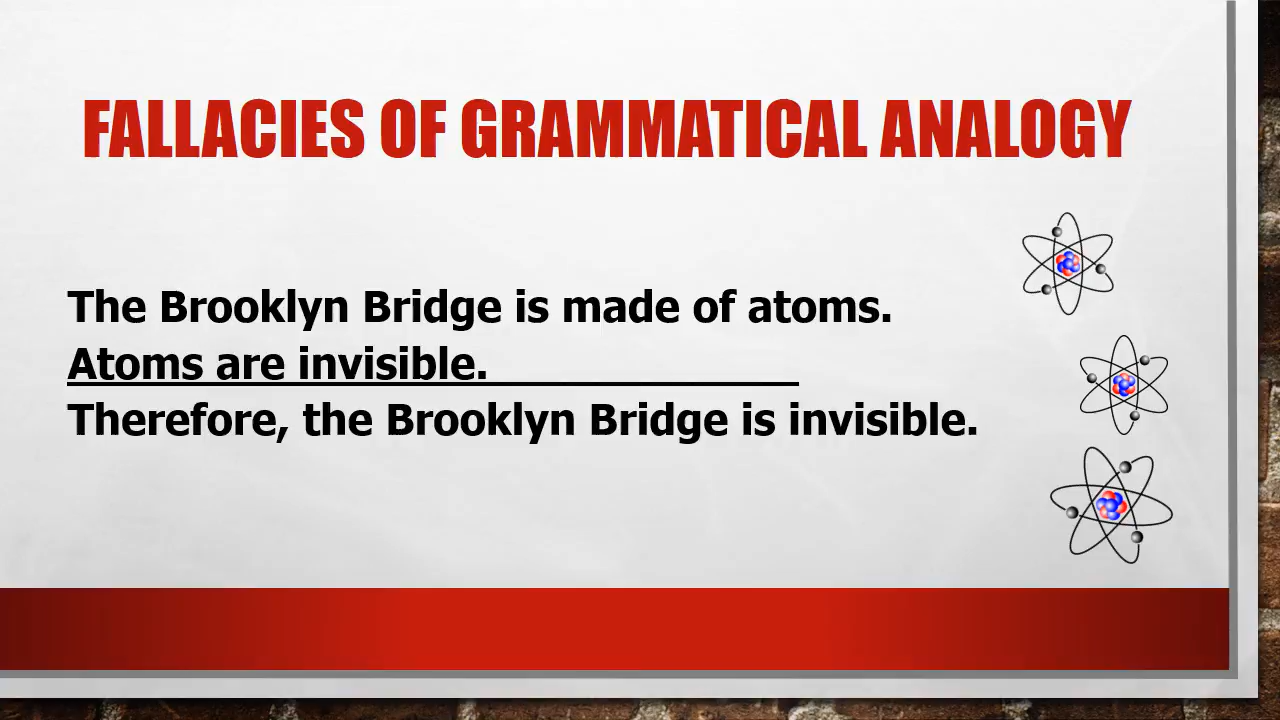 FALLACIES OF GRAMMATICAL ANALOGY
The Brooklyn Bridge is made of atoms.
Atoms are invisible.
Therefore, the Brooklyn Bridge is invisible.